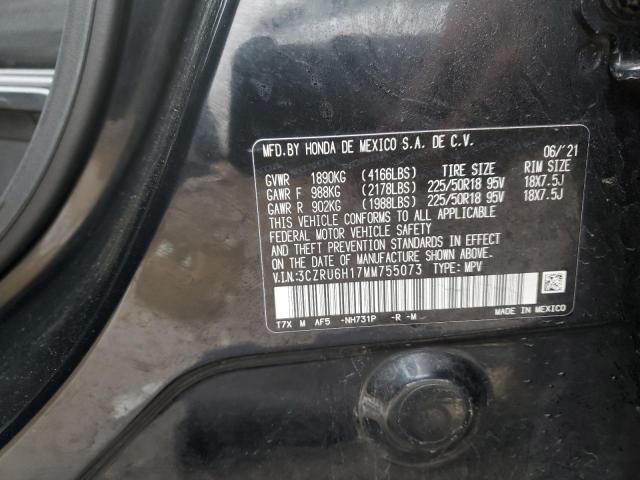 MFD.BY HONDA DE MEXICO S.A. DE C.V. 06/'21
GVWR 1890KG (4166LBS) TIRE SIZE RIM SIZE
GAWR F 988KG (2178LBS) 225/50R18 95V 18X7.5J
GAWR R 902KG (1988LBS) 225/50R18 95V 18X7.5J
THIS VEHICLE CONFORMS TO ALL APPLICABLE
FEDERAL MOTOR VEHICLE SAFETY
AND THEFT PREVENTION STANDARDS IN EFFECT
ON THE DATE OF MANUFACTURE SHOWN ABOVE.
V.I.N:3CZRU6H17MM755073 TYPE: MPV
T7X M AF5 -NH731P -R -M MADE IN MEXICO